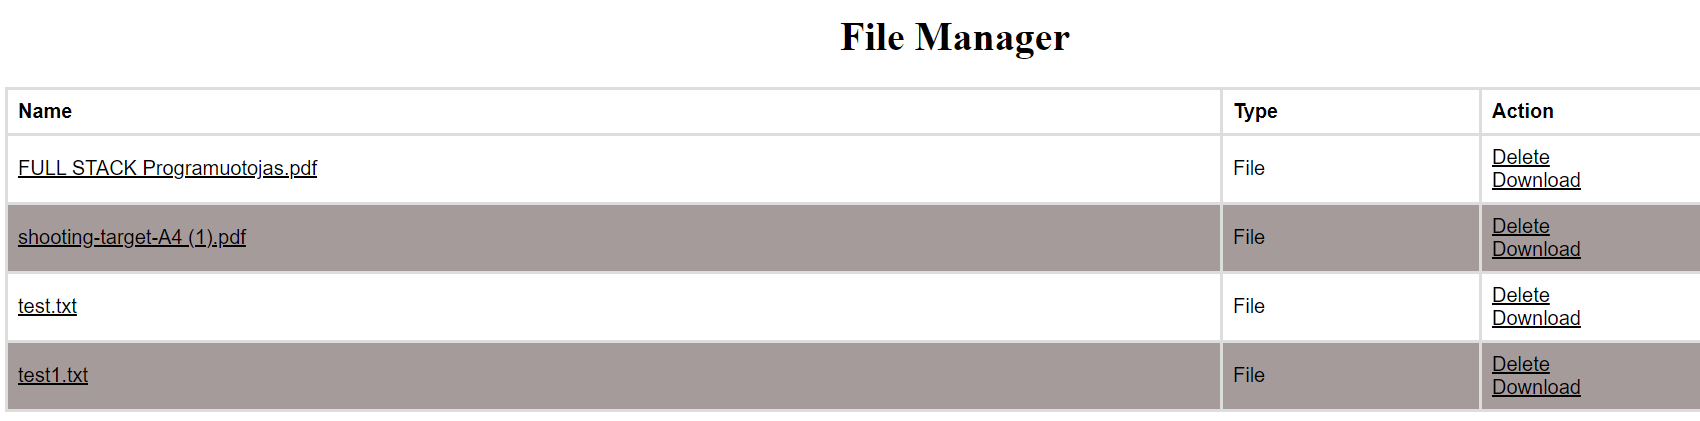 File Manager
Name Type Action
FULL STACK Programuotojas.pdf File Delete
Download
shooting-target-A4 (1).pdf File Delete
Download
test.txt File Delete
Download
test1.txt File Delete
Download